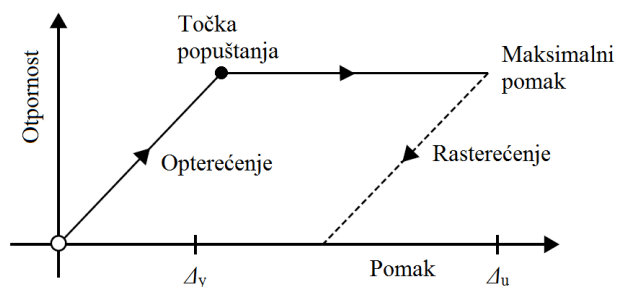 Točka
popuštanja
Maksimalni
pomak
Otpornost
Opterećenje
Rasterećenje
Δy
Pomak
Δu